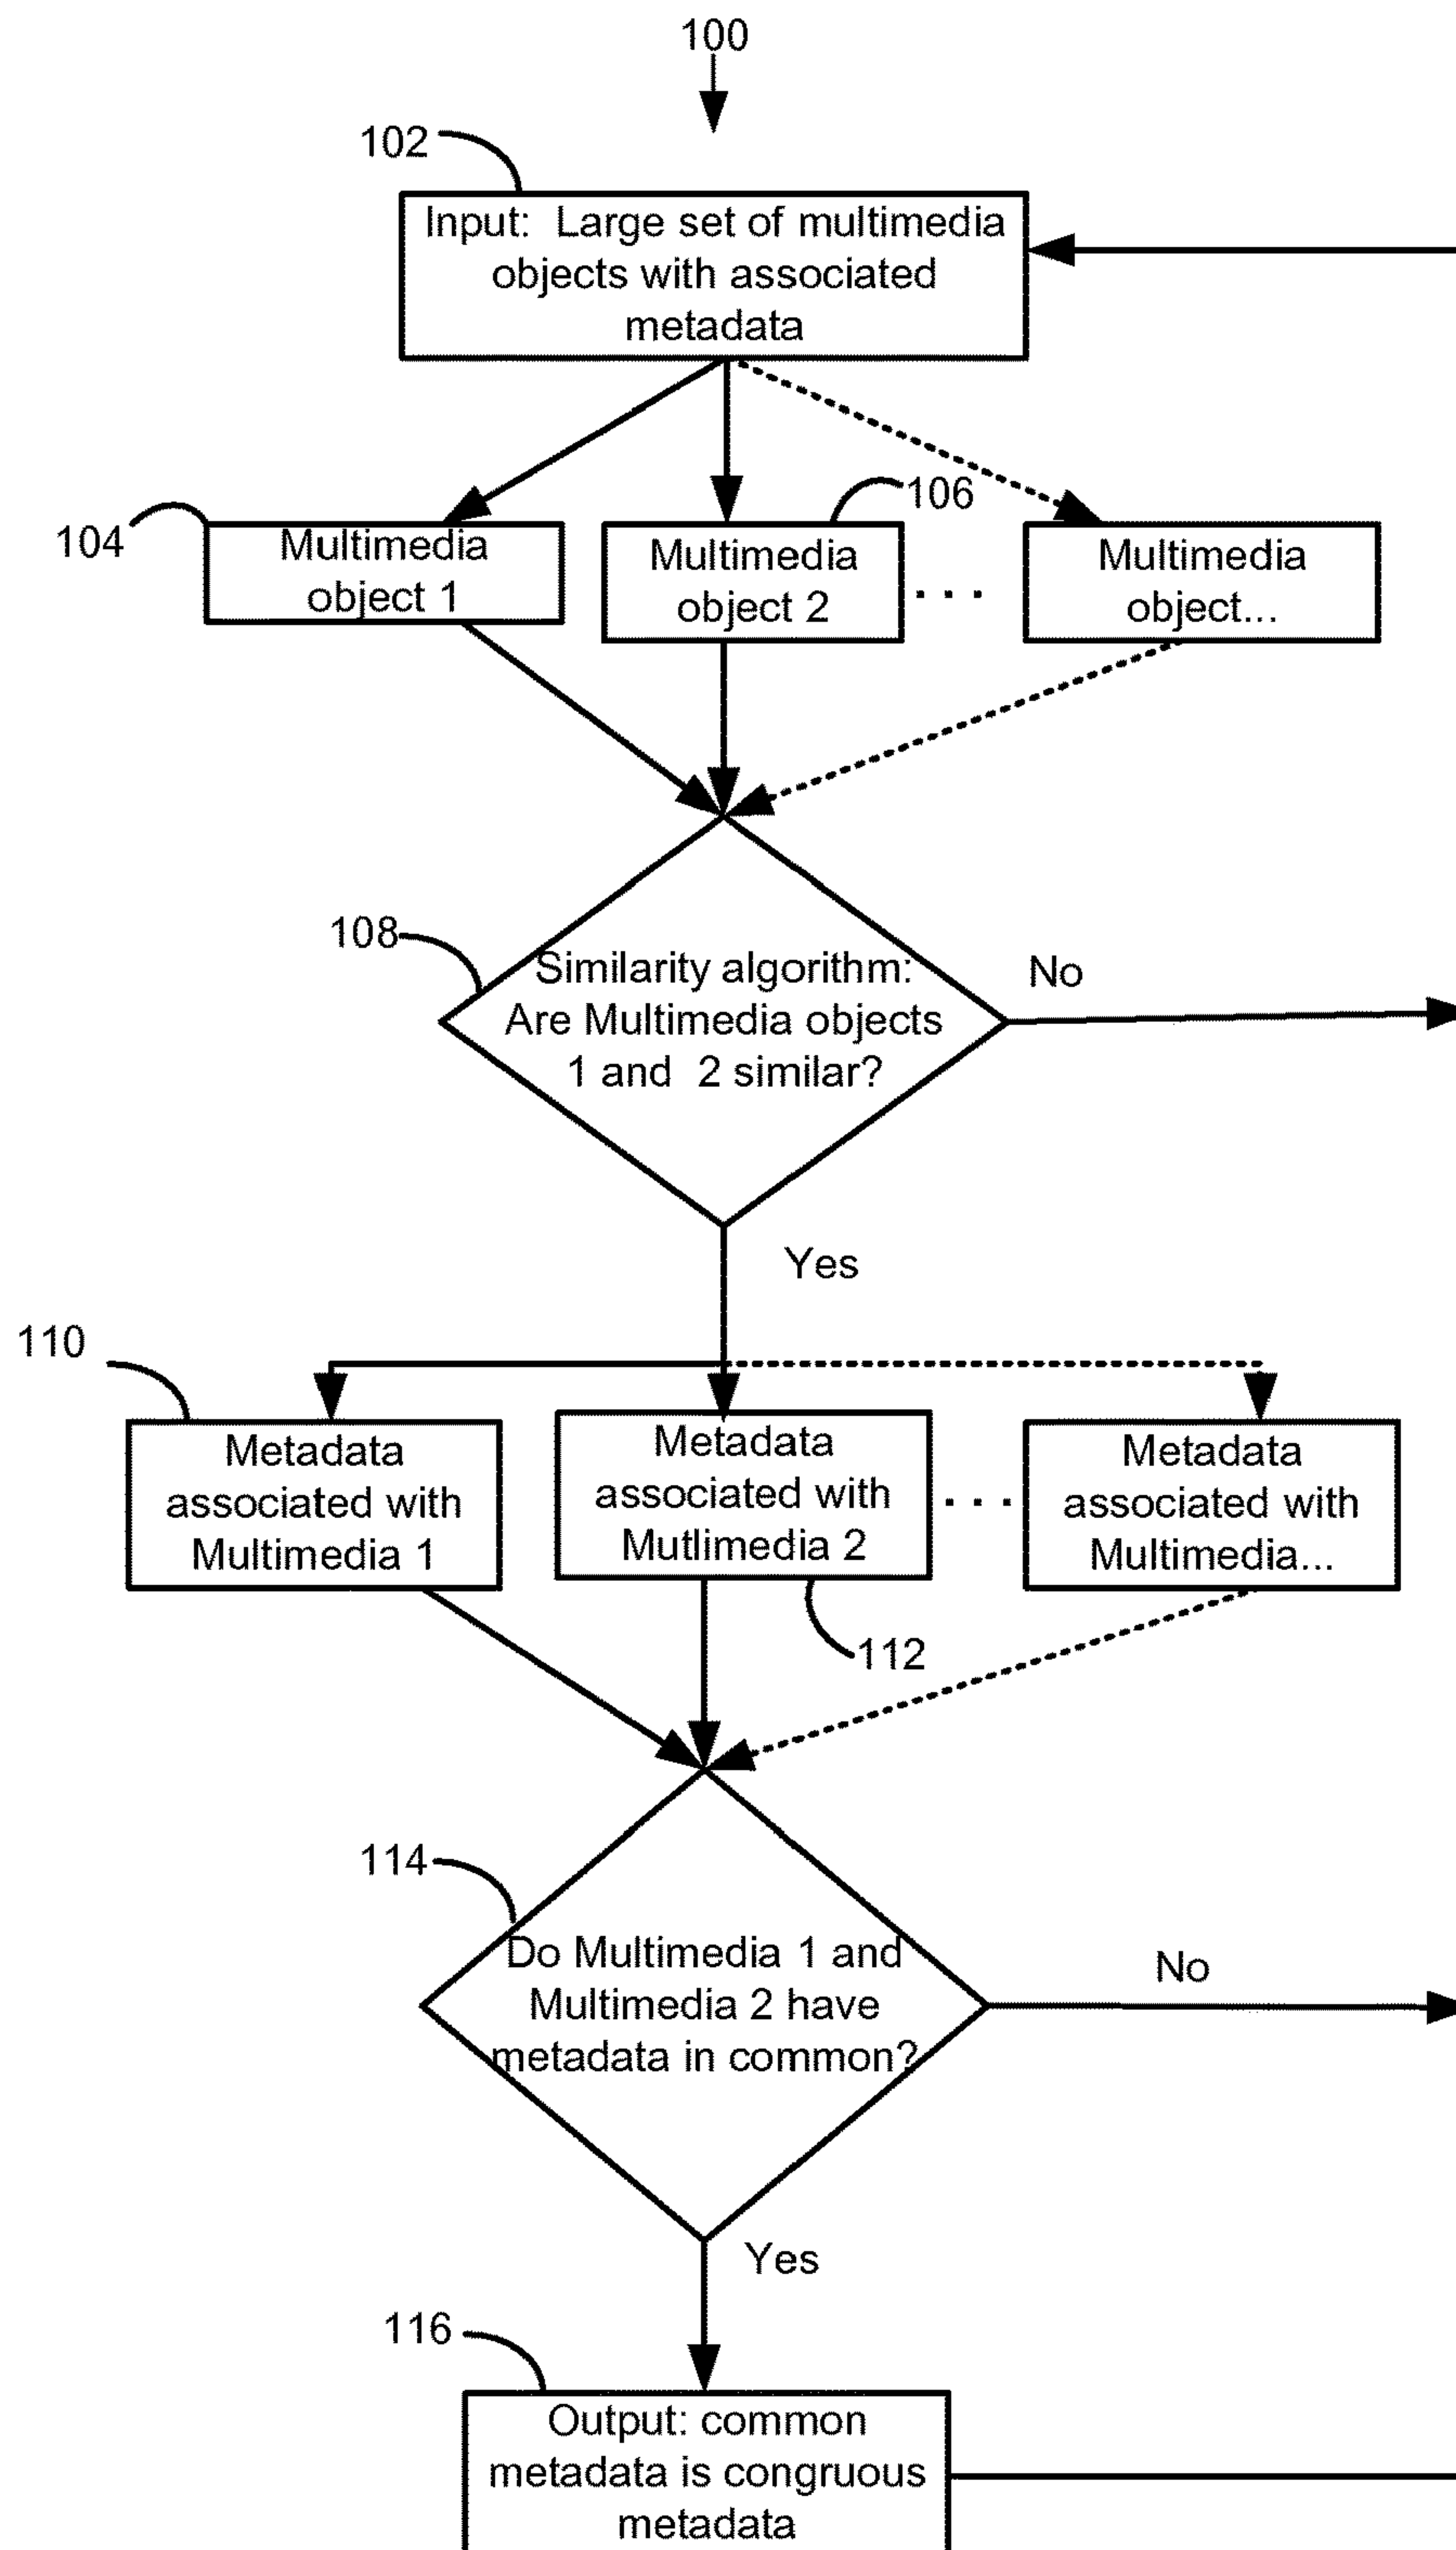 100
102
Input:  Large set of multimedia
objects with associated
metadata
104
Multimedia
object 1
106
Multimedia
object 2
. . .
Multimedia
object...
108
Similarity algorithm:
Are Multimedia objects
1 and  2 similar?
No
Yes
110
Metadata
associated with
Multimedia 1
Metadata
associated with
Mutlimedia 2
112
. . .
Metadata
associated with
Multimedia...
114
Do Multimedia 1 and
Multimedia 2 have
metadata in common?
No
Yes
116
Output: common
metadata is congruous
metadata